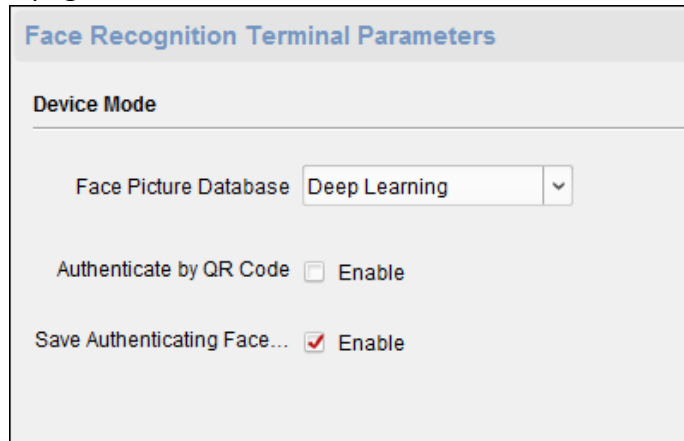 Face Recognition Terminal Parameters
Device Mode
Face Picture Database Deep Learning
Authenticate by QR Code Enable
Save Authenticating Face... Enable